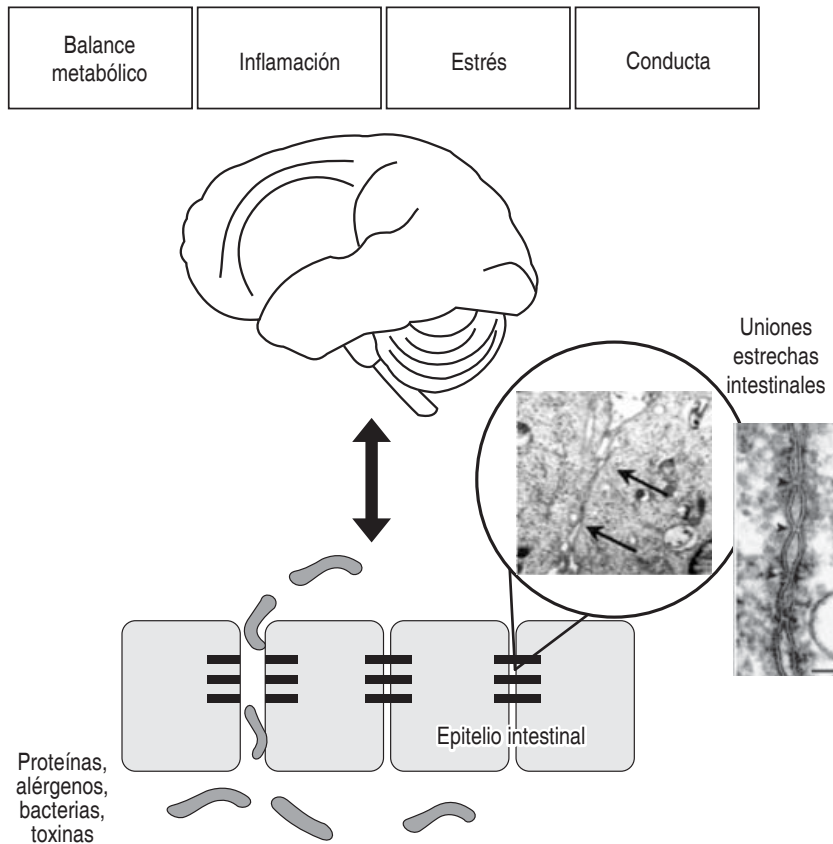 Balance
metabólico
Inflamación
Estrés
Conducta
Uniones
estrechas
intestinales
Epitelio intestinal
Proteínas,
alérgenos,
bacterias,
toxinas